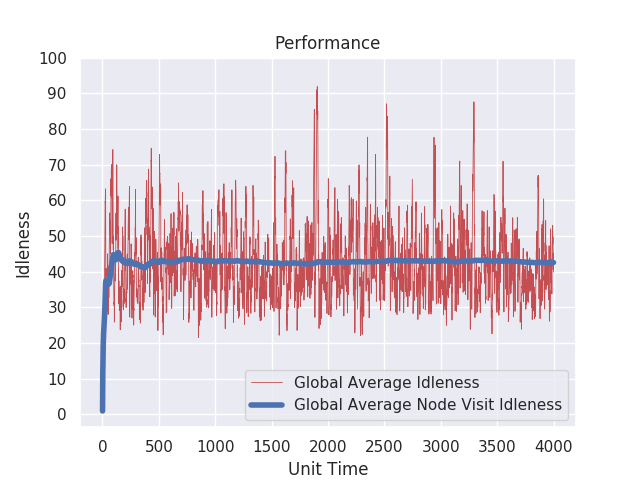 Performance
100
90
80
70
60
50
40
30
20
10
0
Idleness
Global Average Idleness
Global Average Node Visit Idleness
0 500 1000 1500 2000 2500 3000 3500 4000
Unit Time